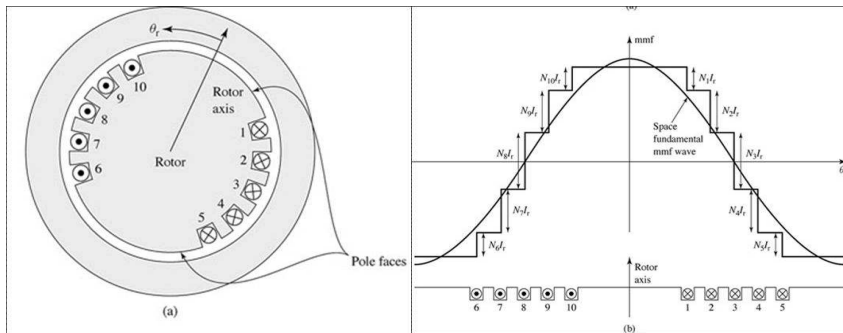 θr
10
9
8
7
6
Rotor
axis
Rotor
1
2
3
4
5
Pole faces
(a)
mmf
N10Ir
N1Ir
N9Ir
N2Ir
Space
fundamental
mmf wave
N8Ir
N3Ir
N7Ir
N4Ir
N6Ir
N5Ir
Rotor
axis
6 7 8 9 10 1 2 3 4 5
(b)